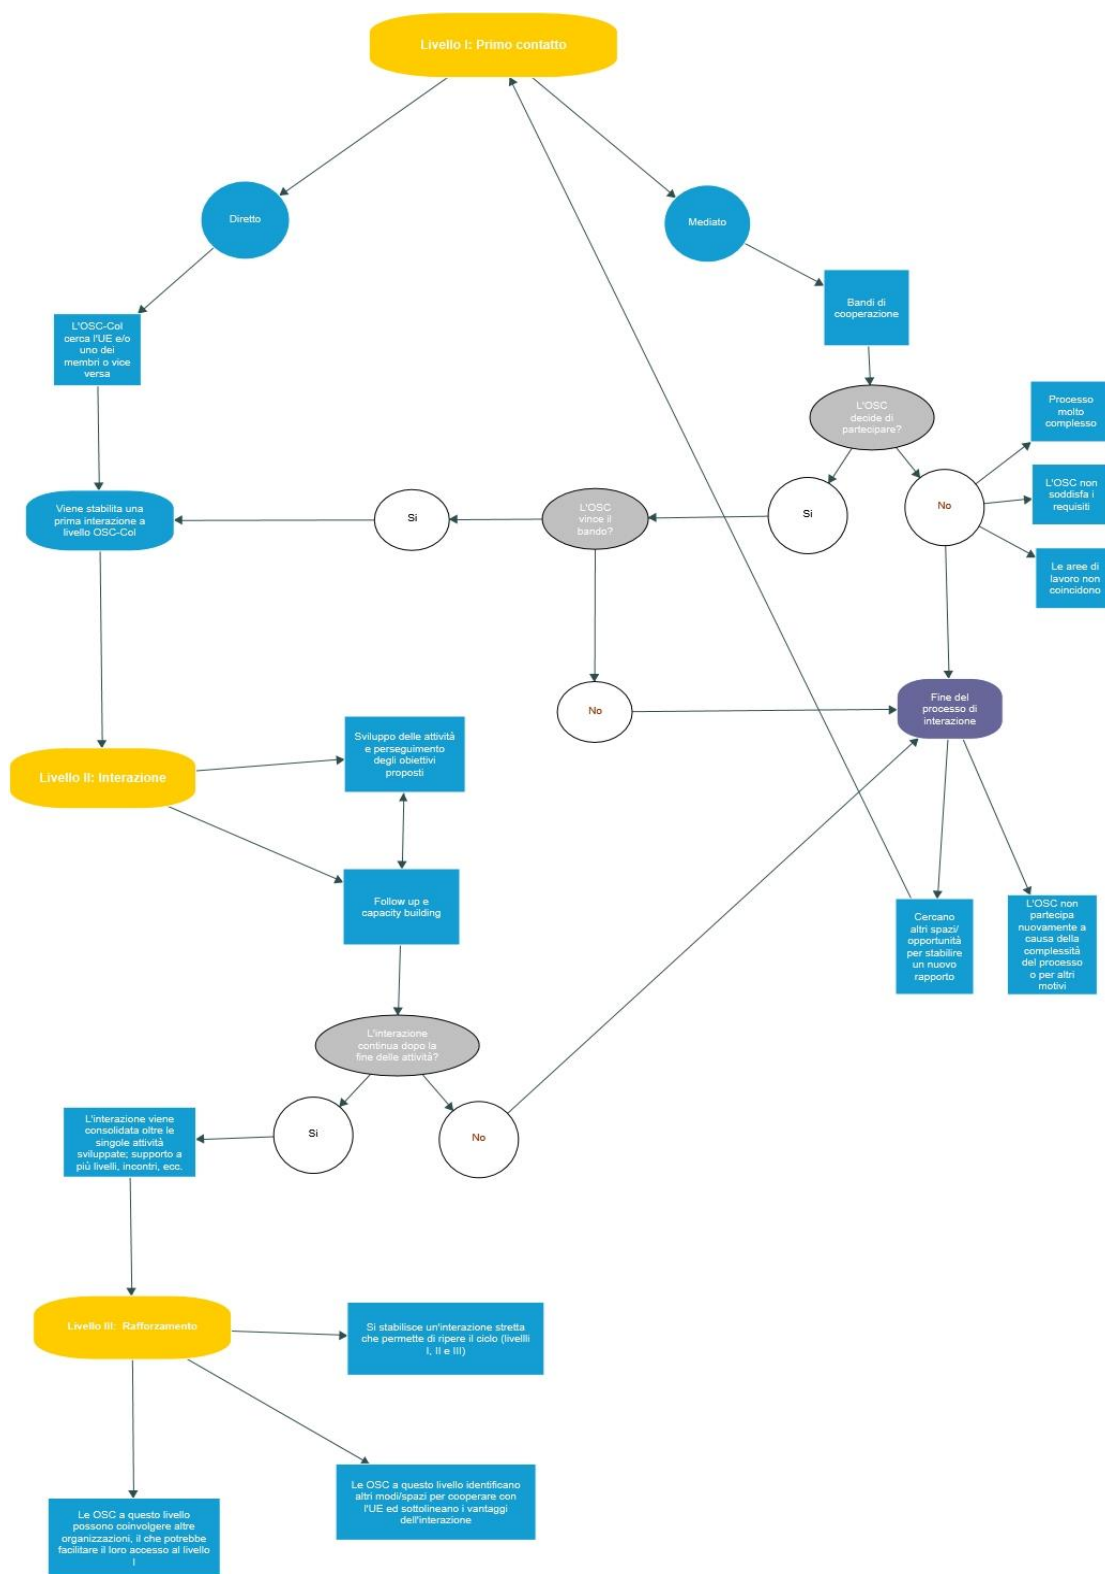 Livello I: Primo contatto
Diretto
Mediato
Bandi di
cooperazione
L'OSC-Col
cerca l'UE e/o
uno dei
membri o vice
versa
L'OSC
decide di
partecipare?
Processo
molto
complesso
L'OSC non
soddisfa i
requisiti
Le aree di
lavoro non
coincidono
No
Si
L'OSC
vince il
bando?
Si
Viene stabilita una
prima interazione a
livello OSC-Col
No
Fine del
processo di
interazione
Livello II: Interazione
Sviluppo delle attività
e perseguimento
degli obiettivi
proposti
Follow up e
capacity building
Cercano
altri spazi/
opportunità
per stabilire
un nuovo
rapporto
L'OSC non
partecipa
nuovamente a
causa della
complessità
del processo
o per altri
motivi
L'interazione
continua dopo la
fine delle attività?
Si
No
L'interazione viene
consolidata oltre le
singole attività
sviluppate; supporto a
più livelli, incontri, ecc.
Livello III:  Rafforzamento
Si stabilisce un'interazione stretta
che permette di ripere il ciclo (livellli
I, II e III)
Le OSC a questo livello identificano
altri modi/spazi per cooperare con
l'UE ed sottolineano i vantaggi
dell'interazione
Le OSC a questo livello
possono coinvolgere altre
organizzazioni, il che potrebbe
facilitare il loro accesso al livello
I